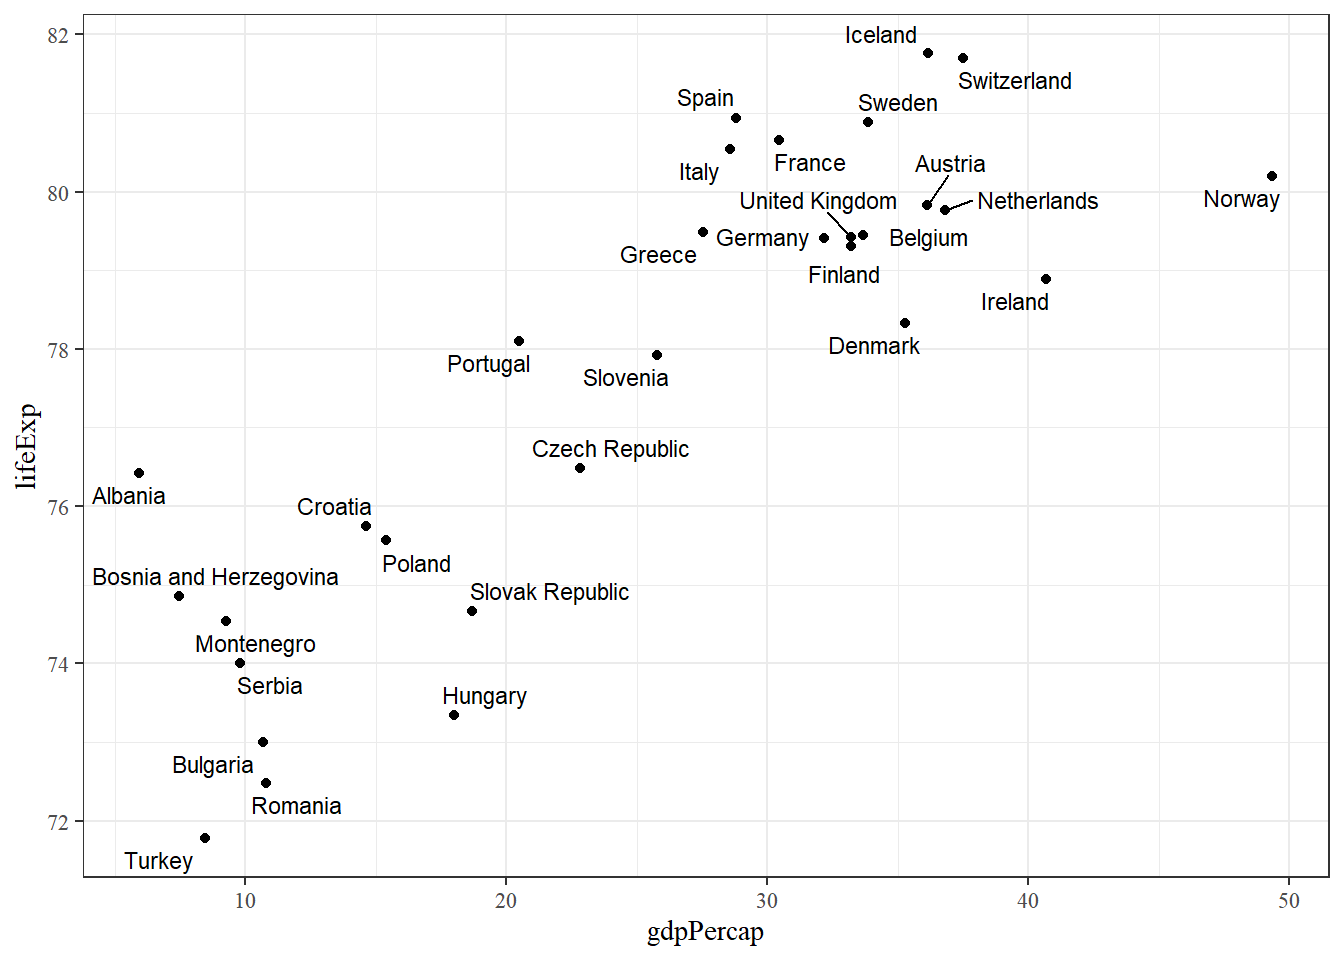 82
Iceland
Switzerland
Spain
Sweden
Italy
France
Austria
80
United Kingdom
Netherlands
Norway
Greece
Germany
Belgium
Finland
Ireland
78
Portugal
Slovenia
Denmark
lifeExp
Czech Republic
76
Albania
Croatia
Poland
Bosnia and Herzegovina
Slovak Republic
74
Montenegro
Serbia
Hungary
Bulgaria
Romania
72
Turkey
10 20 30 40 50
gdpPercap